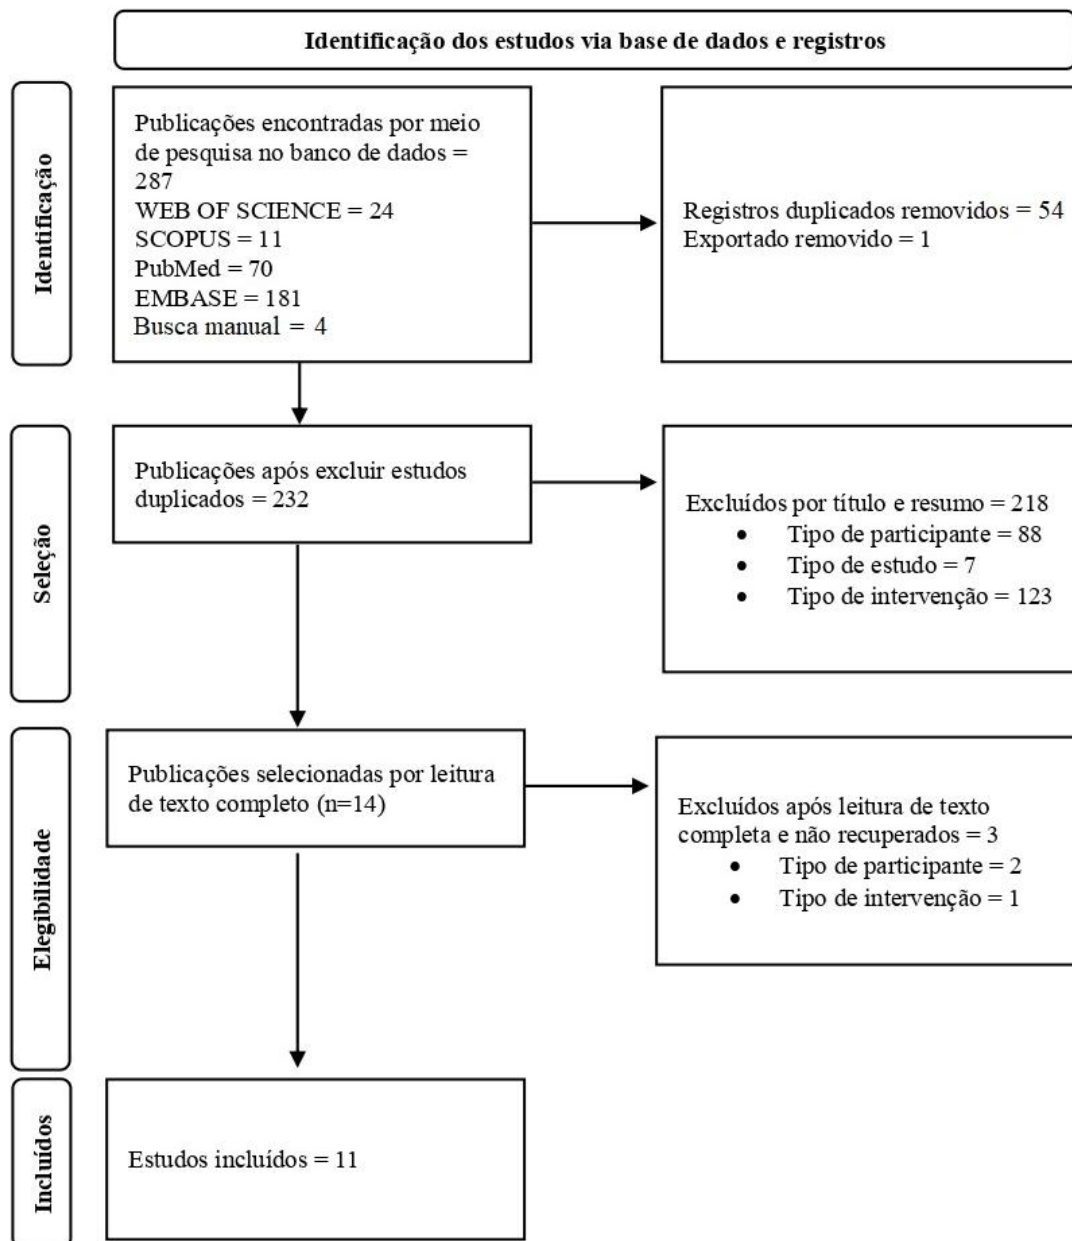 Identificação dos estudos via base de dados e registros
Identificação
Publicações encontradas por meio
de pesquisa no banco de dados =
287
WEB OF SCIENCE = 24
SCOPUS = 11
PubMed = 70
EMBASE = 181
Busca manual = 4
Registros duplicados removidos = 54
Exportado removido = 1
Seleção
Publicações após excluir estudos
duplicados = 232
Excluídos por título e resumo = 218
• Tipo de participante = 88
• Tipo de estudo = 7
• Tipo de intervenção = 123
Elegibilidade
Publicações selecionadas por leitura
de texto completo (n=14)
Excluídos após leitura de texto
completa e não recuperados = 3
• Tipo de participante = 2
• Tipo de intervenção = 1
Incluídos
Estudos incluídos = 11